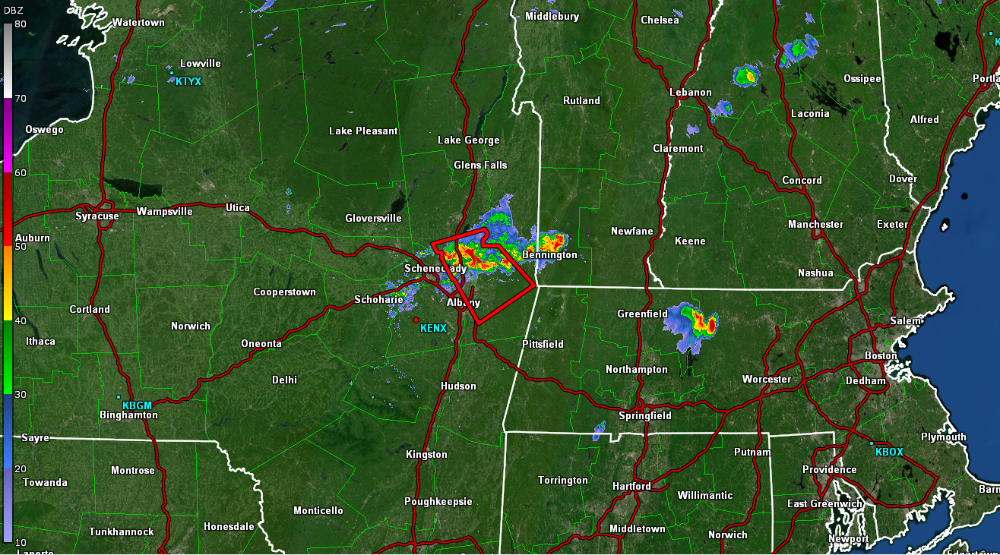 DBZ
80
Watertown
Middlebury
Chelsea
Lowville
KTYX
K
Ossipee
Portla
70
Lebanon
Rutland
Laconia
Alfred
Oswego
Lake Pleasant
Lake George
Claremont
Glens Falls
60
Concord
Dover
Syracuse
Wampsville
Utica
Gloversville
Manchester
Exeter
Newfane
Auburn
Keene
50
Bennington
Schenectady
Nashua
Cooperstown
Schoharie
Albany
Cortland
Greenfield
40
Norwich
KENX
Salem
Ithaca
Oneonta
Pittsfield
Boston
Northampton
Delhi
Worcester
Dedham
Hudson
30
KBGM
Binghamton
Springfield
Sayre
Plymouth
Kingston
Putnam
KBOX
20
Montrose
Providence
Towanda
Torrington
Hartford
Barn
Willimantic
Poughkeepsie
East Greenwich
Monticello
Honesdale
Middletown
Tunkhannock
Norwich
Newport
10